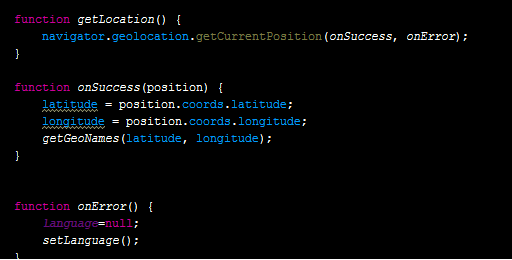 function getLocation() {
navigator.geolocation.getCurrentPosition(onSuccess, onError);
}
function onSuccess(position) {
latitude = position.coords.latitude;
longitude = position.coords.longitude;
getGeoNames(latitude, longitude);
}
function onError() {
language=null;
setLanguage();
}